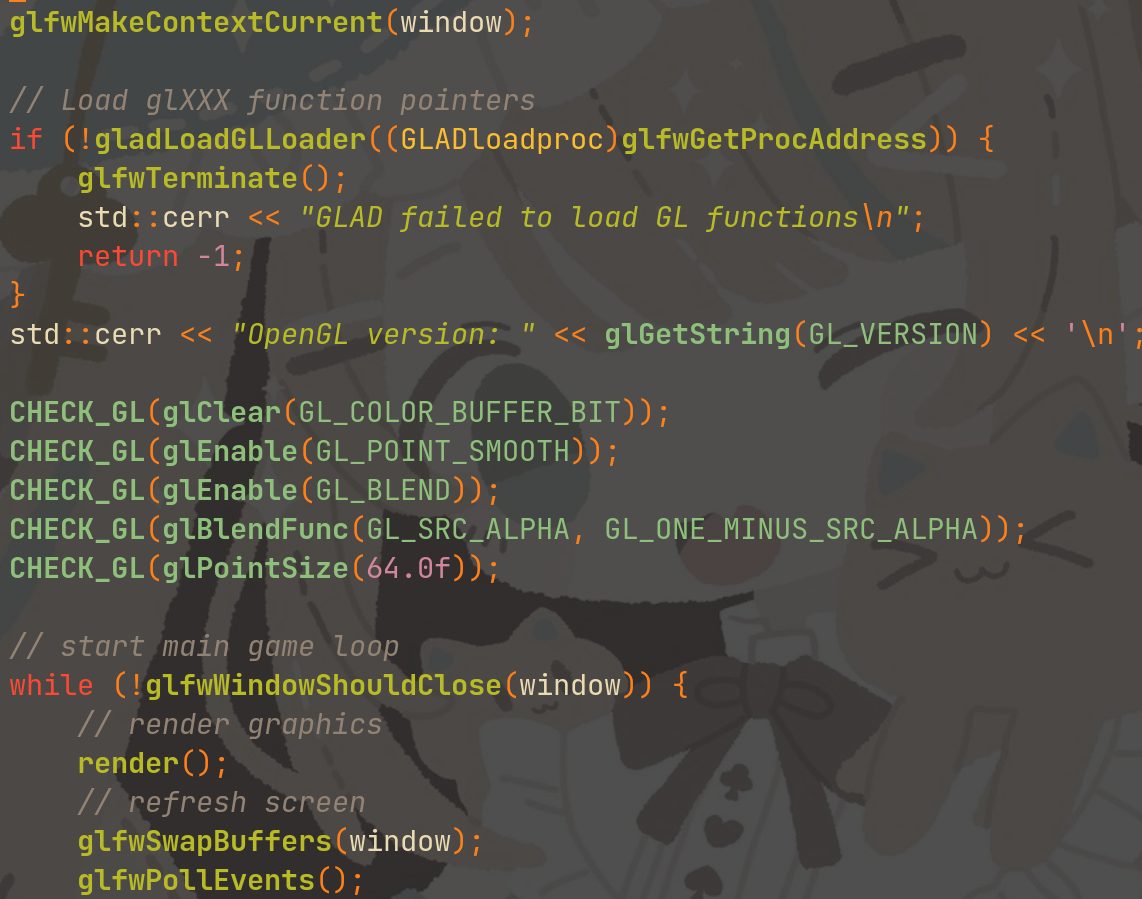 glfwMakeContextCurrent(window);
// Load glXXX function pointers
if (!gladLoadGLLoader((GLADloadproc)glfwGetProcAddress)) {
    glfwTerminate();
    std::cerr << "GLAD failed to load GL functions\n";
    return -1;
}
std::cerr << "OpenGL version: " << glGetString(GL_VERSION) << '\n';
CHECK_GL(glClear(GL_COLOR_BUFFER_BIT));
CHECK_GL(glEnable(GL_POINT_SMOOTH));
CHECK_GL(glEnable(GL_BLEND));
CHECK_GL(glBlendFunc(GL_SRC_ALPHA, GL_ONE_MINUS_SRC_ALPHA));
CHECK_GL(glPointSize(64.0f));
// start main game loop
while (!glfwWindowShouldClose(window)) {
    // render graphics
    render();
    // refresh screen
    glfwSwapBuffers(window);
    glfwPollEvents();